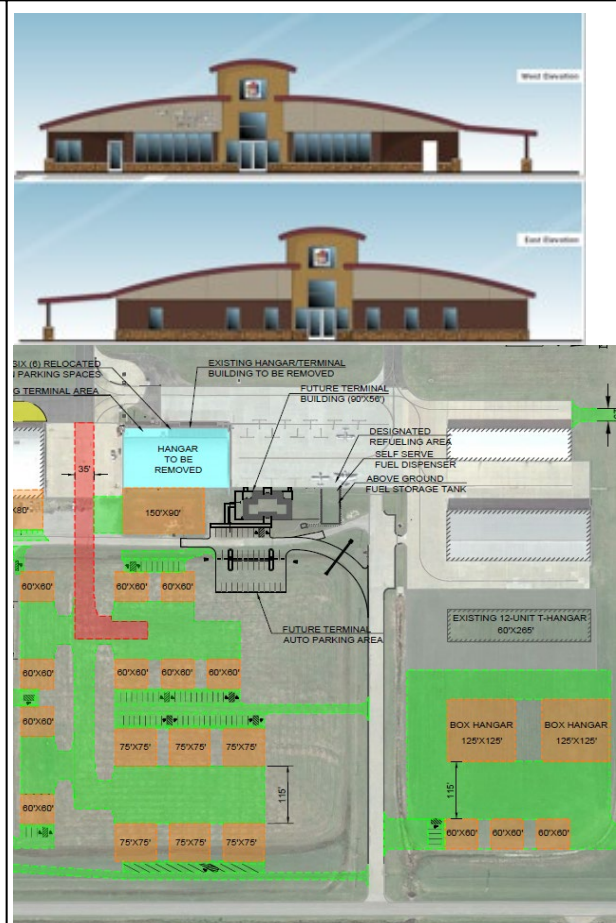 West Elevation
East Elevation
SIX (6) RELOCATED
PARKING SPACES
TERMINAL AREA
EXISTING HANGAR/TERMINAL
BUILDING TO BE REMOVED
FUTURE TERMINAL
BUILDING (90'X56')
DESIGNATED
REFUELING AREA
SELF SERVE
FUEL DISPENSER
ABOVE GROUND
FUEL STORAGE TANK
HANGAR
TO BE
REMOVED
35'
X80'
150'X90'
60'X60'
60'X60'
60'X60'
EXISTING 12-UNIT T-HANGAR
60'X265'
FUTURE TERMINAL
AUTO PARKING AREA
60'X60'
60'X60'
60'X60'
60'X60'
60'X60'
BOX HANGAR
125'X125'
BOX HANGAR
125'X125'
75'X75'
75'X75'
75'X75'
115'
115'
60'X60'
75'X75'
75'X75'
75'X75'
60'X60'
60'X60'
60'X60'